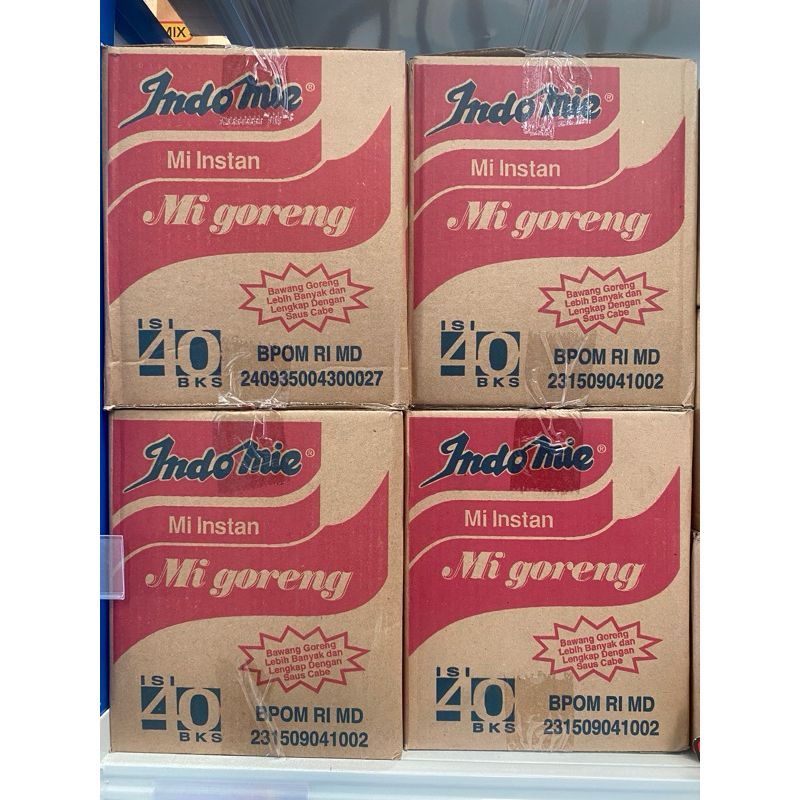 MIX
IndoMie®
Mi Instan
Mi goreng
Bawang Goreng
Lebih Banyak dan
Lengkap Dengan
Saus Cabe
ISI
40
BKS
BPOM RI MD
240935004300027
IndoMie®
Mi Instan
Mi goreng
Bawang Goreng
Lebih Banyak dan
Lengkap Dengan
Saus Cabe
ISI
40
BKS
BPOM RI MD
231509041002
IndoMie®
Mi Instan
Mi goreng
Bawang Goreng
Lebih Banyak dan
Lengkap Dengan
Saus Cabe
ISI
40
BKS
BPOM RI MD
231509041002
IndoMie®
Mi Instan
Mi goreng
Bawang Goreng
Lebih Banyak dan
Lengkap Dengan
Saus Cabe
ISI
40
BKS
BPOM RI MD
231509041002